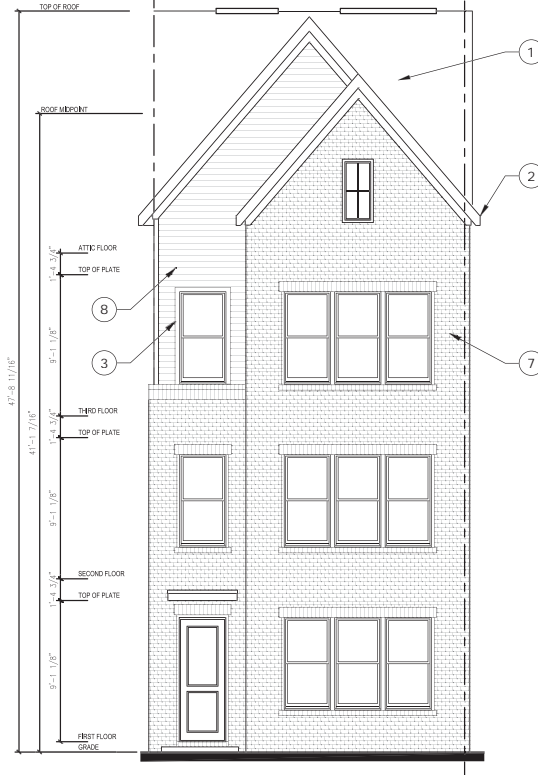 TOP OF ROOF
1
ROOF MIDPOINT
2
ATTIC FLOOR
1'-4 3/4"
TOP OF PLATE
8
3
9'-1 1/8"
7
47'-8 11/16"
41'-1 7/16"
THIRD FLOOR
1'-4 3/4"
TOP OF PLATE
9'-1 1/8"
SECOND FLOOR
1'-4 3/4"
TOP OF PLATE
9'-1 1/8"
FIRST FLOOR
GRADE